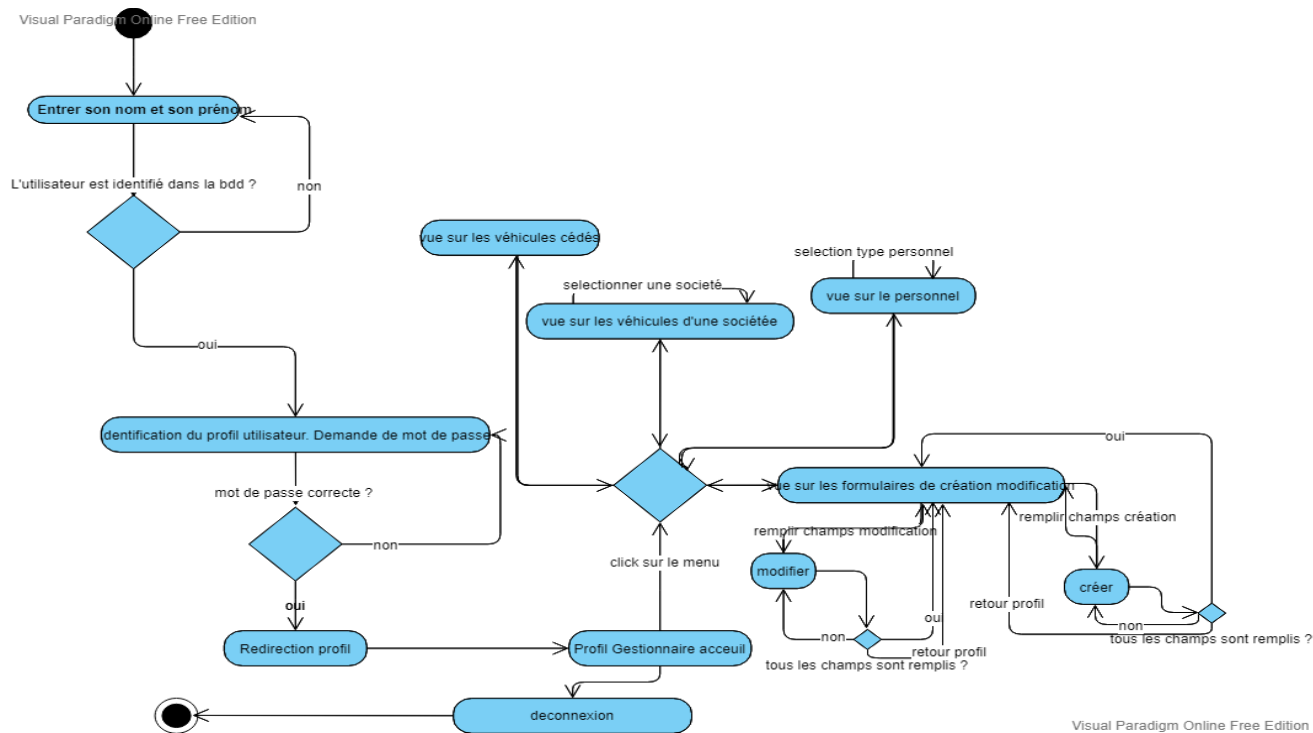 Visual Paradigm Online Free Edition
Entrer son nom et son prénom
L'utilisateur est identifié dans la bdd ?
non
vue sur les véhicules cédés
selection type personnel
selectionner une societé
vue sur le personnel
vue sur les véhicules d'une sociétée
oui
dentification du profil utilisateur. Demande de mot de passe
oui
vue sur les formulaires de création modification
mot de passe correcte ?
remplir champs création
remplir champs modification
non
click sur le menu
modifier
créer
oui
retour profil
oui
non
non
tous les champs sont remplis ?
Redirection profil
Profil Gestionnaire acceuil
retour profil
tous les champs sont remplis ?
deconnexion
Visual Paradigm Online Free Edition